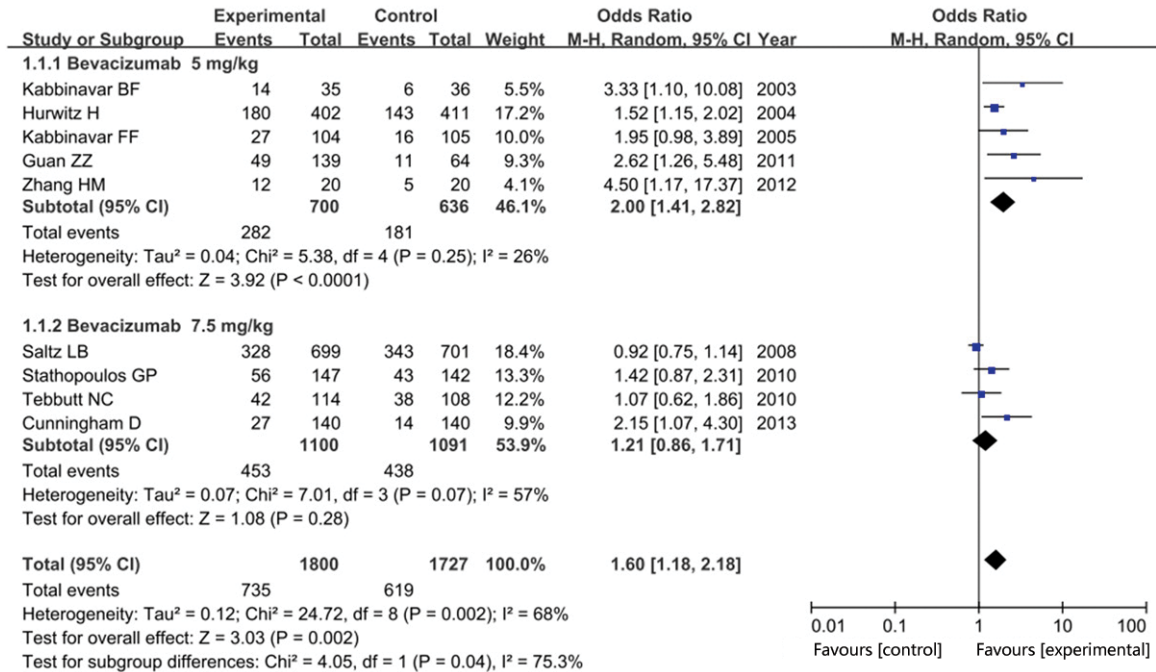 Experimental Control Odds Ratio Odds Ratio
Study or Subgroup Events Total Events Total Weight M-H, Random, 95% CI Year M-H, Random, 95% CI
1.1.1 Bevacizumab 5 mg/kg
Kabbinavar BF 14 35 6 36 5.5% 3.33 [1.10, 10.08] 2003
Hurwitz H 180 402 143 411 17.2% 1.52 [1.15, 2.02] 2004
Kabbinavar FF 27 104 16 105 10.0% 1.95 [0.98, 3.89] 2005
Guan ZZ 49 139 11 64 9.3% 2.62 [1.26, 5.48] 2011
Zhang HM 12 20 5 20 4.1% 4.50 [1.17, 17.37] 2012
Subtotal (95% CI) 700 636 46.1% 2.00 [1.41, 2.82]
Total events 282 181
Heterogeneity: Tau² = 0.04; Chi² = 5.38, df = 4 (P = 0.25); I² = 26%
Test for overall effect: Z = 3.92 (P < 0.0001)
1.1.2 Bevacizumab 7.5 mg/kg
Saltz LB 328 699 343 701 18.4% 0.92 [0.75, 1.14] 2008
Stathopoulos GP 56 147 43 142 13.3% 1.42 [0.87, 2.31] 2010
Tebbutt NC 42 114 38 108 12.2% 1.07 [0.62, 1.86] 2010
Cunningham D 27 140 14 140 9.9% 2.15 [1.07, 4.30] 2013
Subtotal (95% CI) 1100 1091 53.9% 1.21 [0.86, 1.71]
Total events 453 438
Heterogeneity: Tau² = 0.07; Chi² = 7.01, df = 3 (P = 0.07); I² = 57%
Test for overall effect: Z = 1.08 (P = 0.28)
Total (95% CI) 1800 1727 100.0% 1.60 [1.18, 2.18]
Total events 735 619
Heterogeneity: Tau² = 0.12; Chi² = 24.72, df = 8 (P = 0.002); I² = 68%
Test for overall effect: Z = 3.03 (P = 0.002)
Test for subgroup differences: Chi² = 4.05, df = 1 (P = 0.04), I² = 75.3%
0.01 0.1 1 10 100
Favours [control] Favours [experimental]